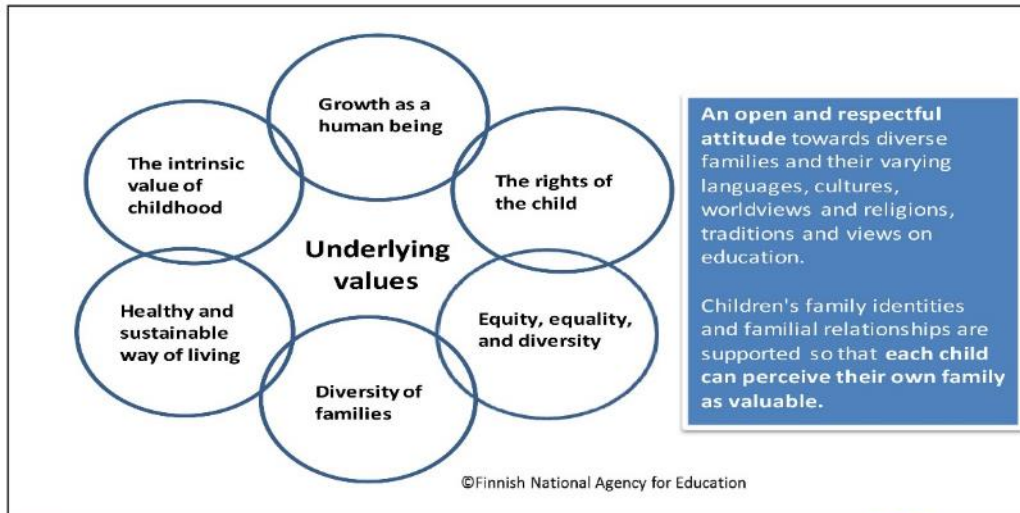 Growth as a
human being
The intrinsic
value of
childhood
The rights of
the child
Underlying
values
Healthy and
sustainable
way of living
Equity, equality,
and diversity
Diversity of
families
An open and respectful
attitude towards diverse
families and their varying
languages, cultures,
worldviews and religions,
traditions and views on
education.
Children's family identities
and familial relationships are
supported so that each child
can perceive their own family
as valuable.
©Finnish National Agency for Education